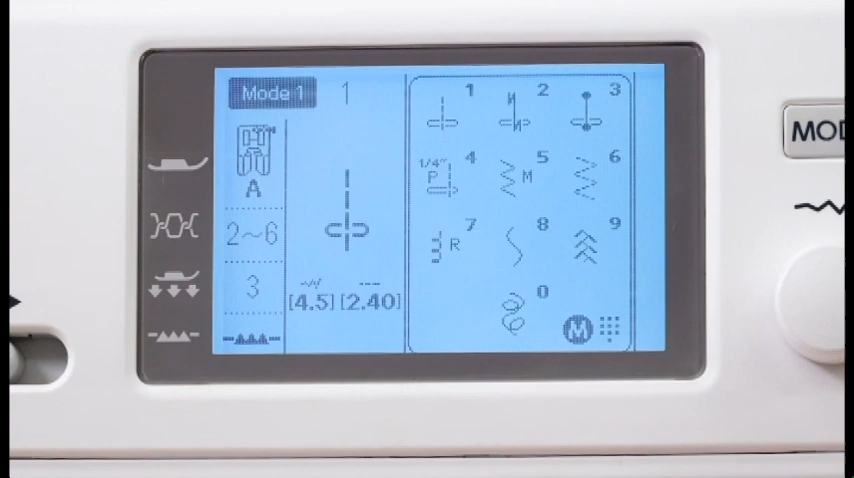 Mode 1 1
A
2~6
3
[4.5] [2.40]
1 2 3
1/4" P 4 M 5 6
R 7 8 9
0
M
MOD